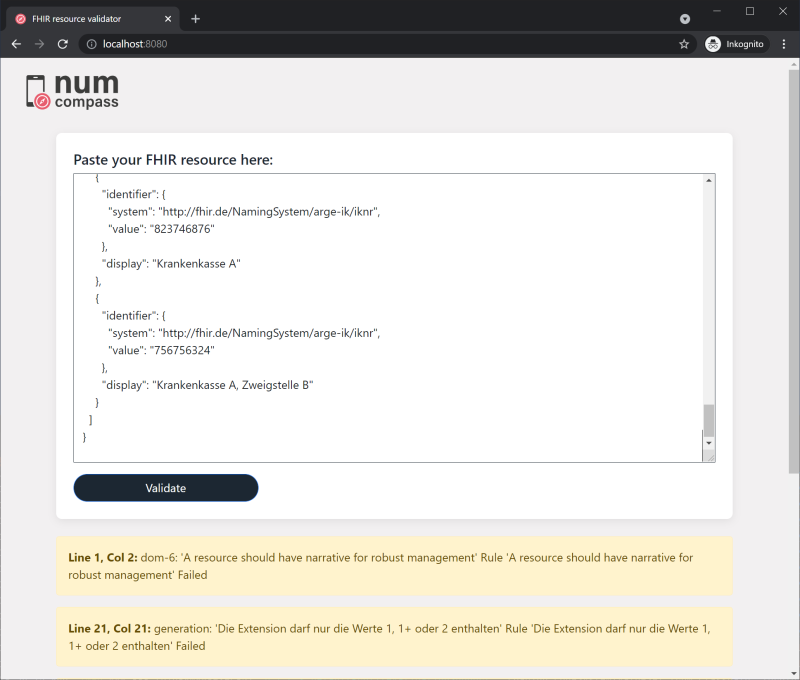 FHIR resource validator
localhost:8080
Inkognito
num
compass
Paste your FHIR resource here:
{
"identifier": {
"system": "http://fhir.de/NamingSystem/arge-ik/iknr",
"value": "823746876"
},
"display": "Krankenkasse A"
},
{
"identifier": {
"system": "http://fhir.de/NamingSystem/arge-ik/iknr",
"value": "756756324"
},
"display": "Krankenkasse A, Zweigstelle B"
}
]
}
Validate
Line 1, Col 2: dom-6: 'A resource should have narrative for robust management' Rule 'A resource should have narrative for
robust management' Failed
Line 21, Col 21: generation: 'Die Extension darf nur die Werte 1, 1+ oder 2 enthalten' Rule 'Die Extension darf nur die Werte 1,
1+ oder 2 enthalten' Failed